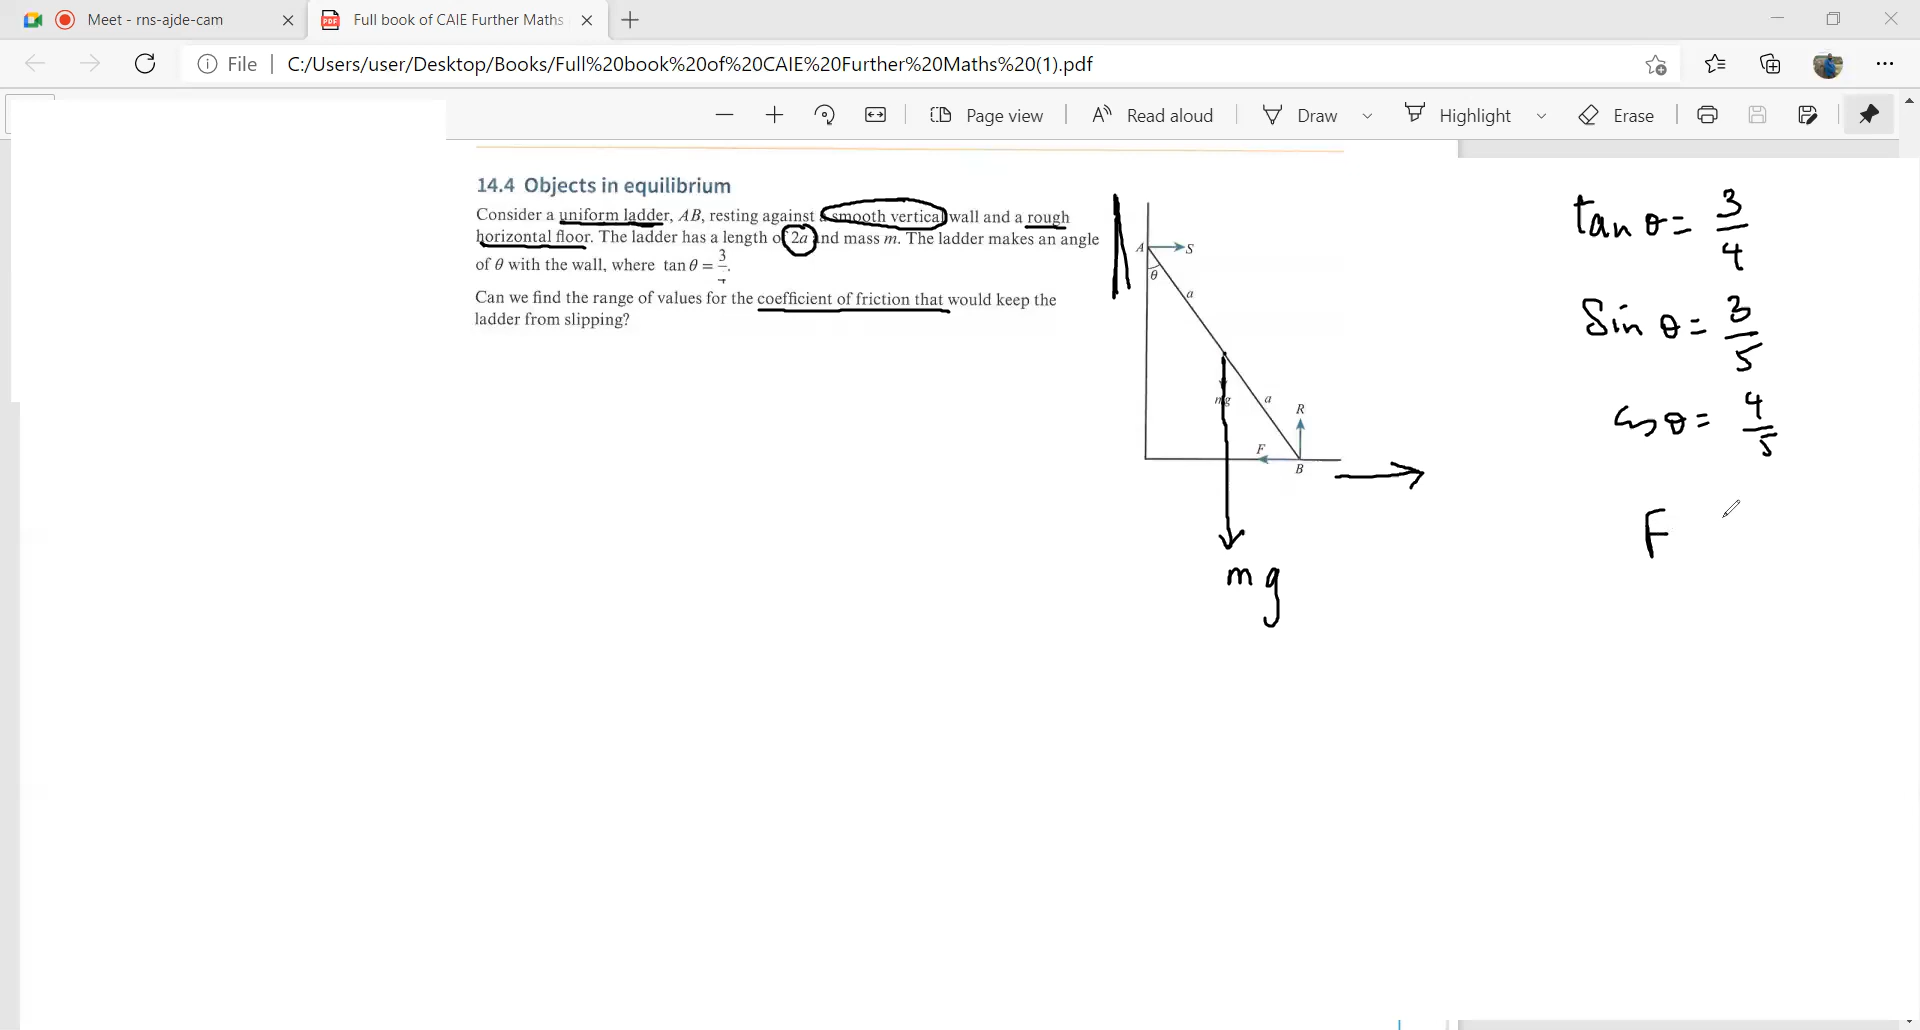 Meet - rns-ajde-cam
Full book of CAIE Further Maths
File
C:/Users/user/Desktop/Books/Full%20book%20of%20CAIE%20Further%20Maths%20(1).pdf
Page view
Read aloud
Draw
Highlight
Erase
14.4 Objects in equilibrium
Consider a uniform ladder, AB, resting against a smooth vertical wall and a rough
horizontal floor. The ladder has a length of 2a and mass m. The ladder makes an angle
of θ with the wall, where tan θ = 3/4.
Can we find the range of values for the coefficient of friction that would keep the
ladder from slipping?
A
S
θ
a
mg
a
R
F
B
mg
tan θ = 3/4
Sin θ = 3/5
cos θ = 4/5
F